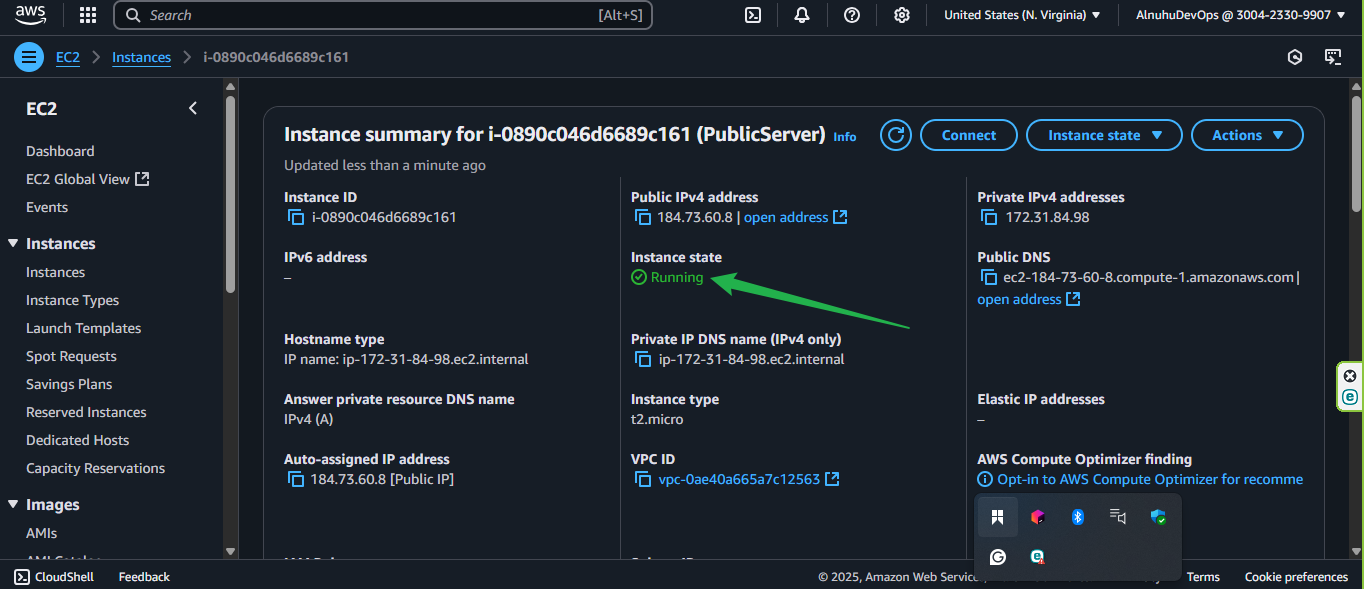 aws
Search
[Alt+S]
United States (N. Virginia)
AlnuhuDevOps @ 3004-2330-9907
EC2
Instances
i-0890c046d6689c161
EC2
Dashboard
EC2 Global View
Events
Instances
Instances
Instance Types
Launch Templates
Spot Requests
Savings Plans
Reserved Instances
Dedicated Hosts
Capacity Reservations
Images
AMIs
Instance summary for i-0890c046d6689c161 (PublicServer) Info
Connect
Instance state
Actions
Updated less than a minute ago
Instance ID
i-0890c046d6689c161
Public IPv4 address
184.73.60.8 | open address
Private IPv4 addresses
172.31.84.98
IPv6 address
–
Instance state
Running
Public DNS
ec2-184-73-60-8.compute-1.amazonaws.com |
open address
Hostname type
IP name: ip-172-31-84-98.ec2.internal
Private IP DNS name (IPv4 only)
ip-172-31-84-98.ec2.internal
Answer private resource DNS name
IPv4 (A)
Instance type
t2.micro
Elastic IP addresses
–
Auto-assigned IP address
184.73.60.8 [Public IP]
VPC ID
vpc-0ae40a665a7c12563
AWS Compute Optimizer finding
Opt-in to AWS Compute Optimizer for recomme
CloudShell
Feedback
© 2025, Amazon Web
Terms
Cookie preferences